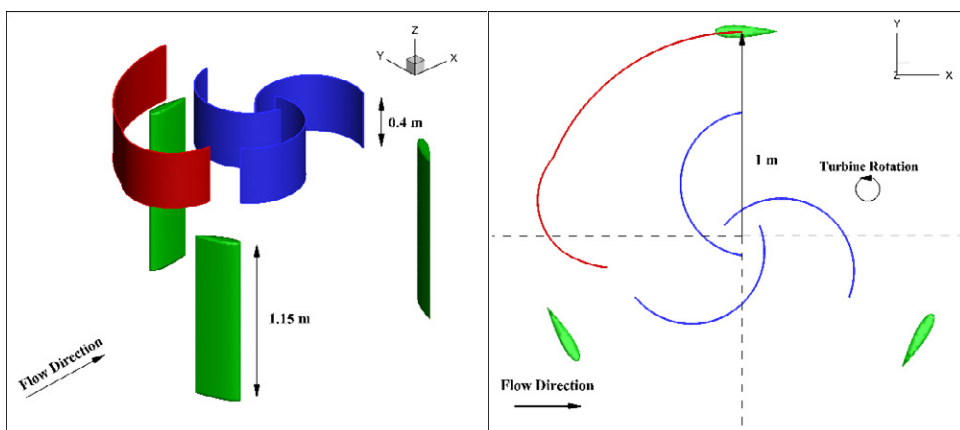 Z
Y
X
0.4 m
1.15 m
Flow Direction
Y
Z
X
1 m
Turbine Rotation
Flow Direction